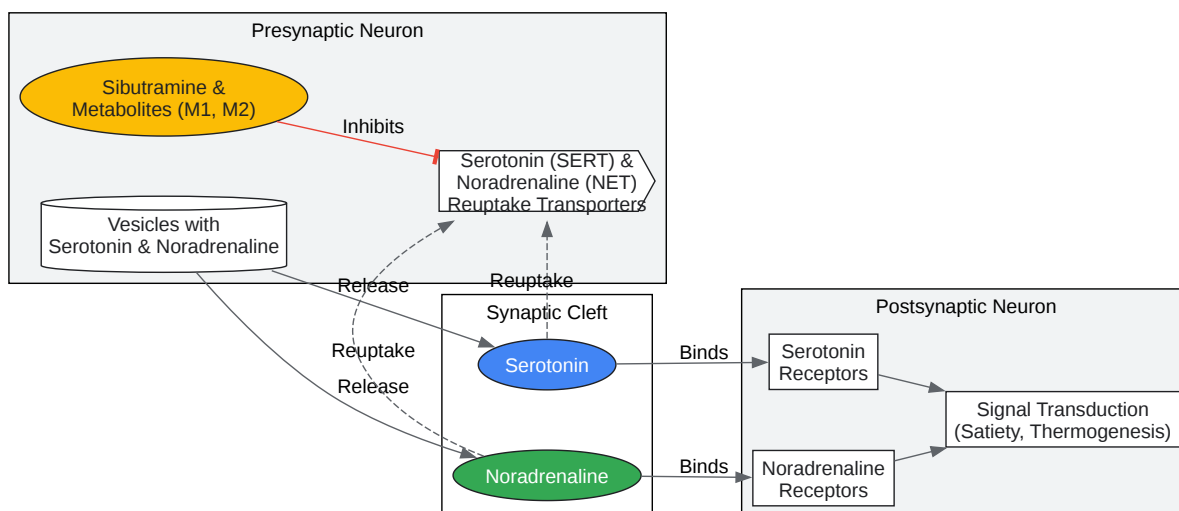 Presynaptic Neuron
Sibutramine &
Metabolites (M1, M2)
Inhibits
Serotonin (SERT) &
Noradrenaline (NET)
Reuptake Transporters
Vesicles with
Serotonin & Noradrenaline
Release
Reuptake
Synaptic Cleft
Postsynaptic Neuron
Reuptake
Release
Serotonin
Binds
Serotonin
Receptors
Signal Transduction
(Satiety, Thermogenesis)
Noradrenaline
Binds
Noradrenaline
Receptors